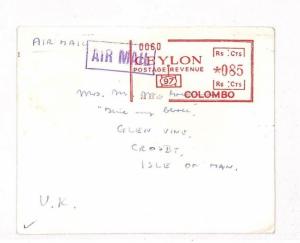 AIR MAIL
AIR MAIL
0060
CEYLON
POSTAGE REVENUE
(97)
COLOMBO
Rs Cts
*085
Rs Cts
Mrs. M.
GLEN VINE,
CROSBY,
ISLE OF MAN.
U.K.